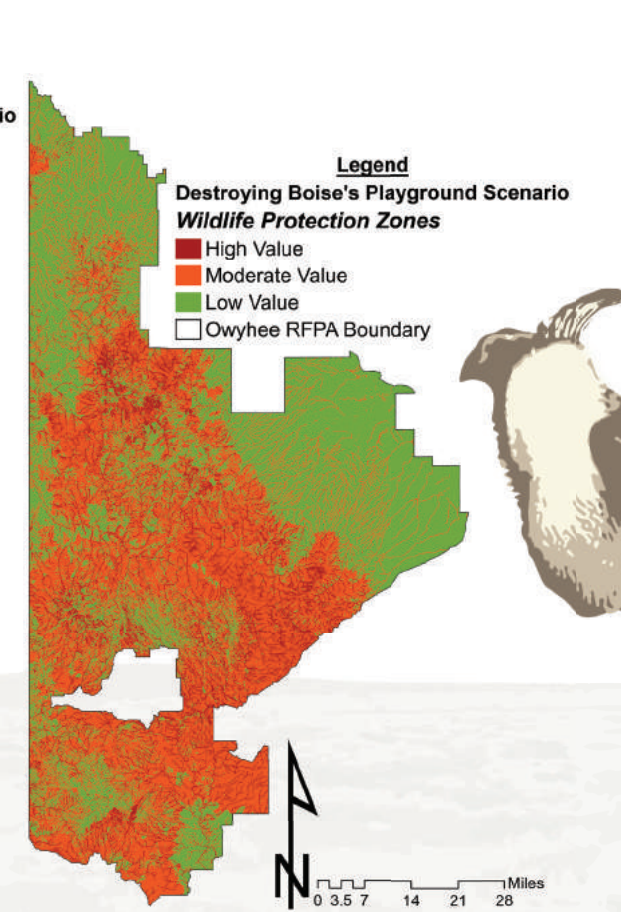 io
Legend
Destroying Boise's Playground Scenario
Wildlife Protection Zones
High Value
Moderate Value
Low Value
Owyhee RFPA Boundary
N
Miles
0 3.5 7 14 21 28